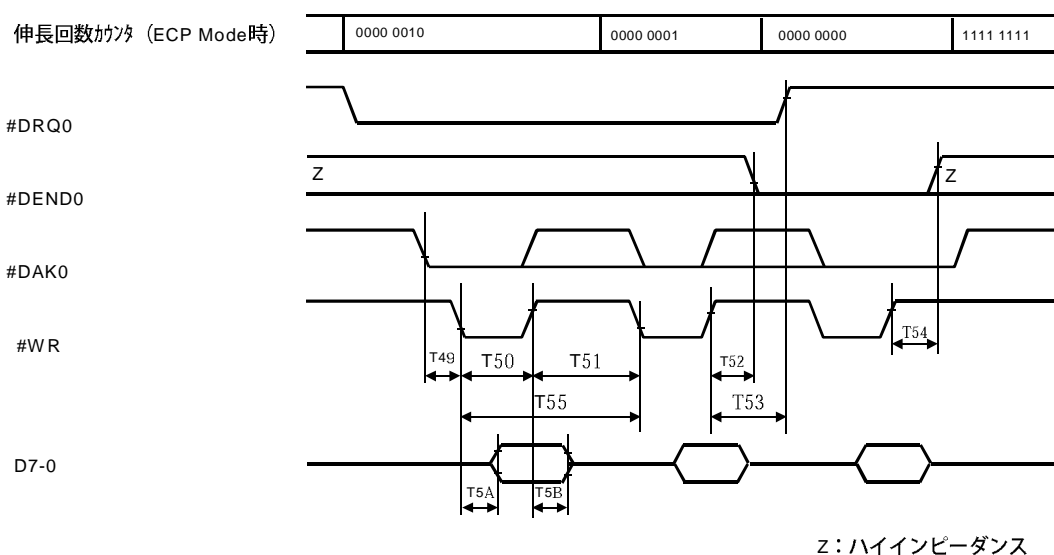 伸長回数ｶｳﾝﾀ（ECP Mode時）
0000 0010
0000 0001
0000 0000
1111 1111
#DRQ0
#DEND0
Z
Z
#DAK0
#WR
T49
T50
T51
T52
T54
T55
T53
D7-0
T5A
T5B
Z：ハイインピーダンス